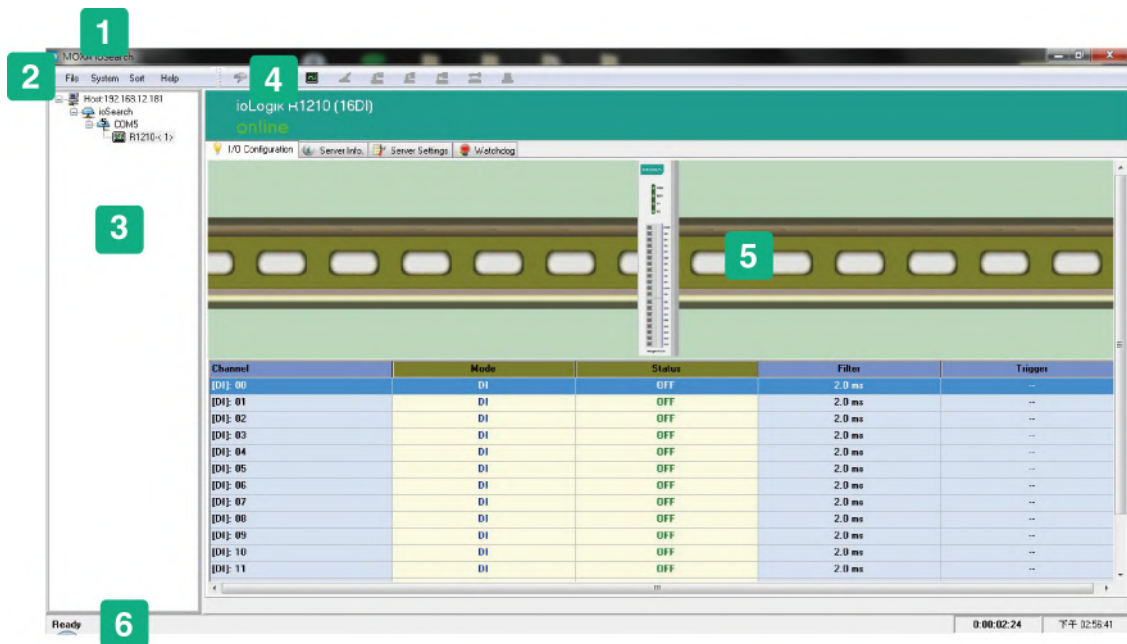 1
MOXA ioSearch
2
File System Sort Help
4
Host:192.168.12.181
ioSearch
COM5
R1210-< 1>
3
ioLogik R1210 (16DI)
online
I/O Configuration Server Info. Server Settings Watchdog
5
Channel Mode Status Filter Trigger
[DI]: 00 DI OFF 2.0 ms --
[DI]: 01 DI OFF 2.0 ms --
[DI]: 02 DI OFF 2.0 ms --
[DI]: 03 DI OFF 2.0 ms --
[DI]: 04 DI OFF 2.0 ms --
[DI]: 05 DI OFF 2.0 ms --
[DI]: 06 DI OFF 2.0 ms --
[DI]: 07 DI OFF 2.0 ms --
[DI]: 08 DI OFF 2.0 ms --
[DI]: 09 DI OFF 2.0 ms --
[DI]: 10 DI OFF 2.0 ms --
[DI]: 11 DI OFF 2.0 ms --
Ready
6
0:00:02:24 下午 02:56:41